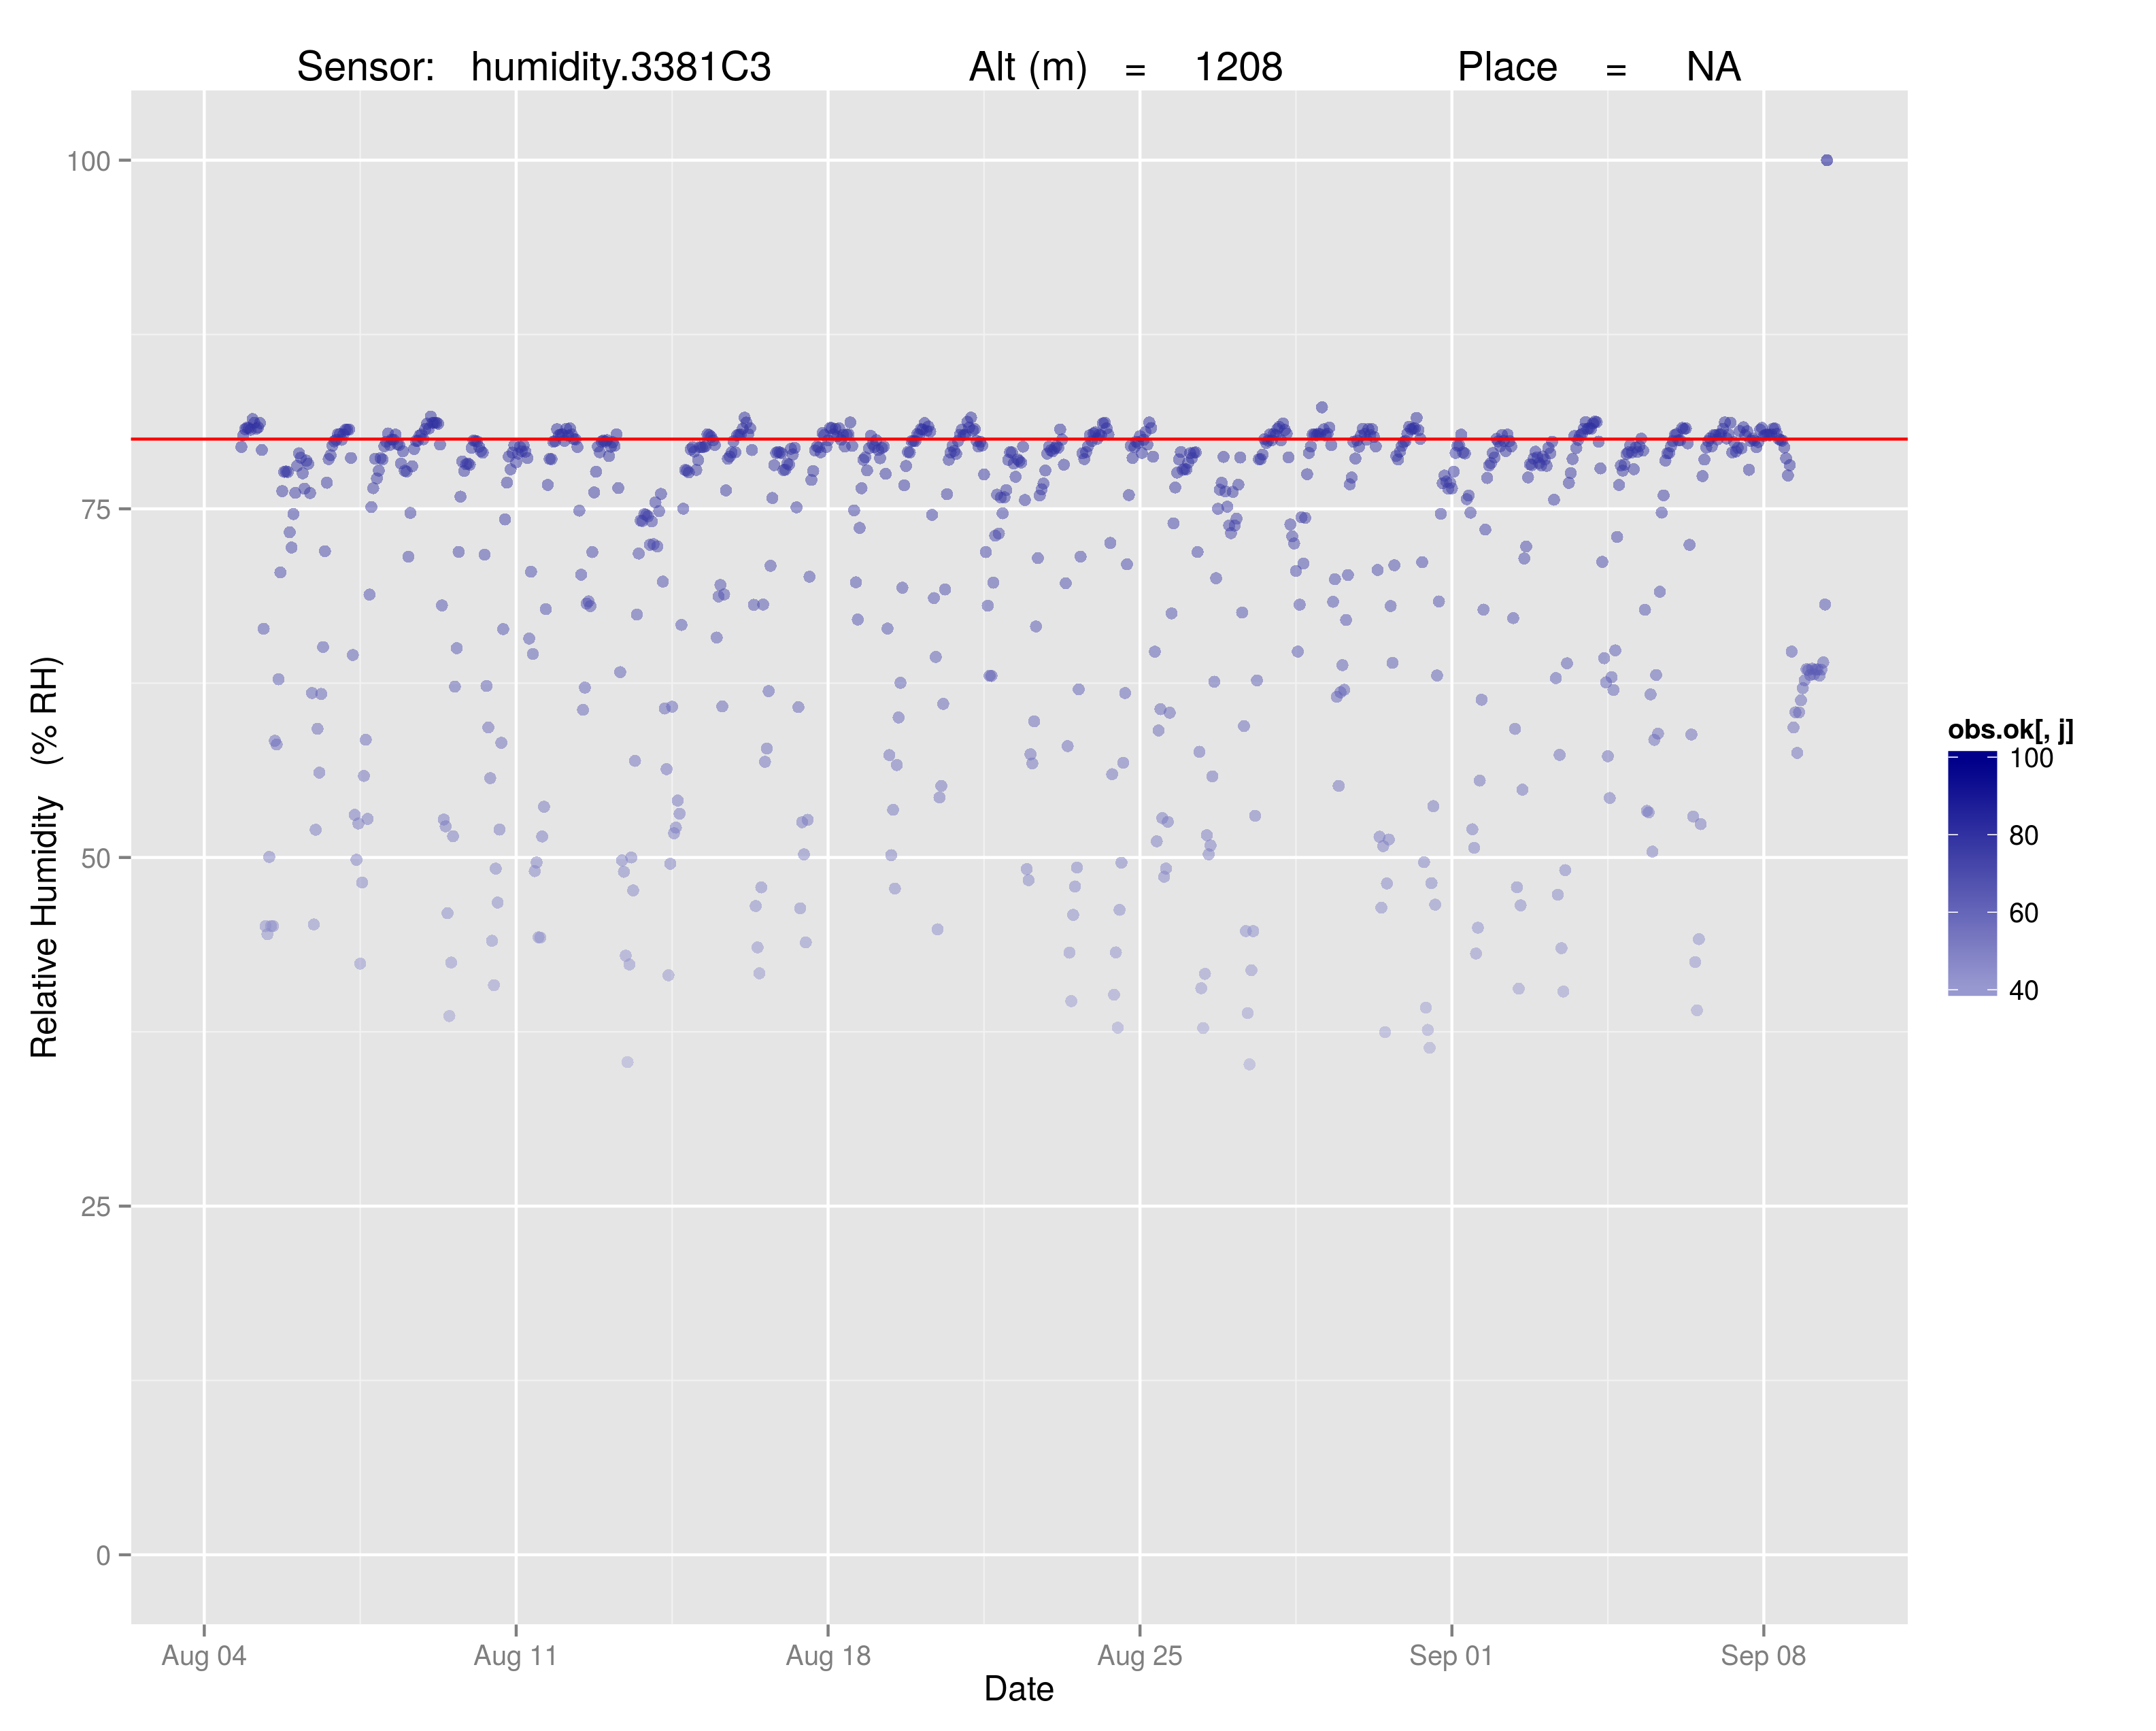 Sensor: humidity.3381C3 Alt (m) = 1208 Place = NA
Relative Humidity (% RH)
100
75
50
25
0
Aug 04 Aug 11 Aug 18 Aug 25 Sep 01 Sep 08
Date
obs.ok[, j]
100
80
60
40